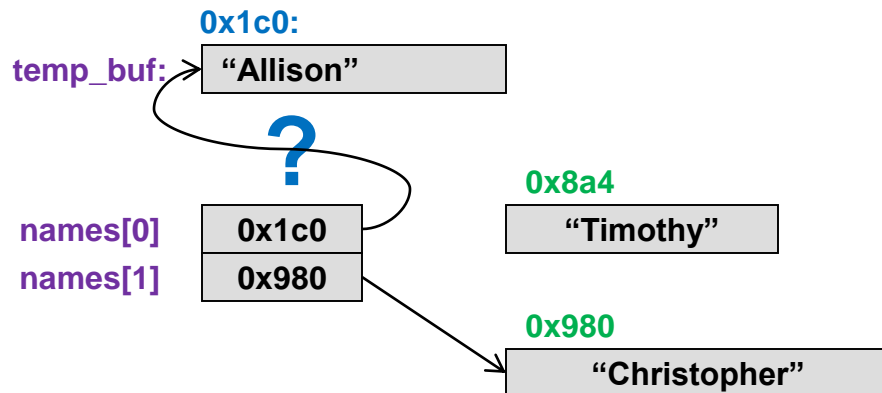 0x1c0:
temp_buf: “Allison”
?
0x8a4
names[0] 0x1c0 “Timothy”
names[1] 0x980
0x980
“Christopher”